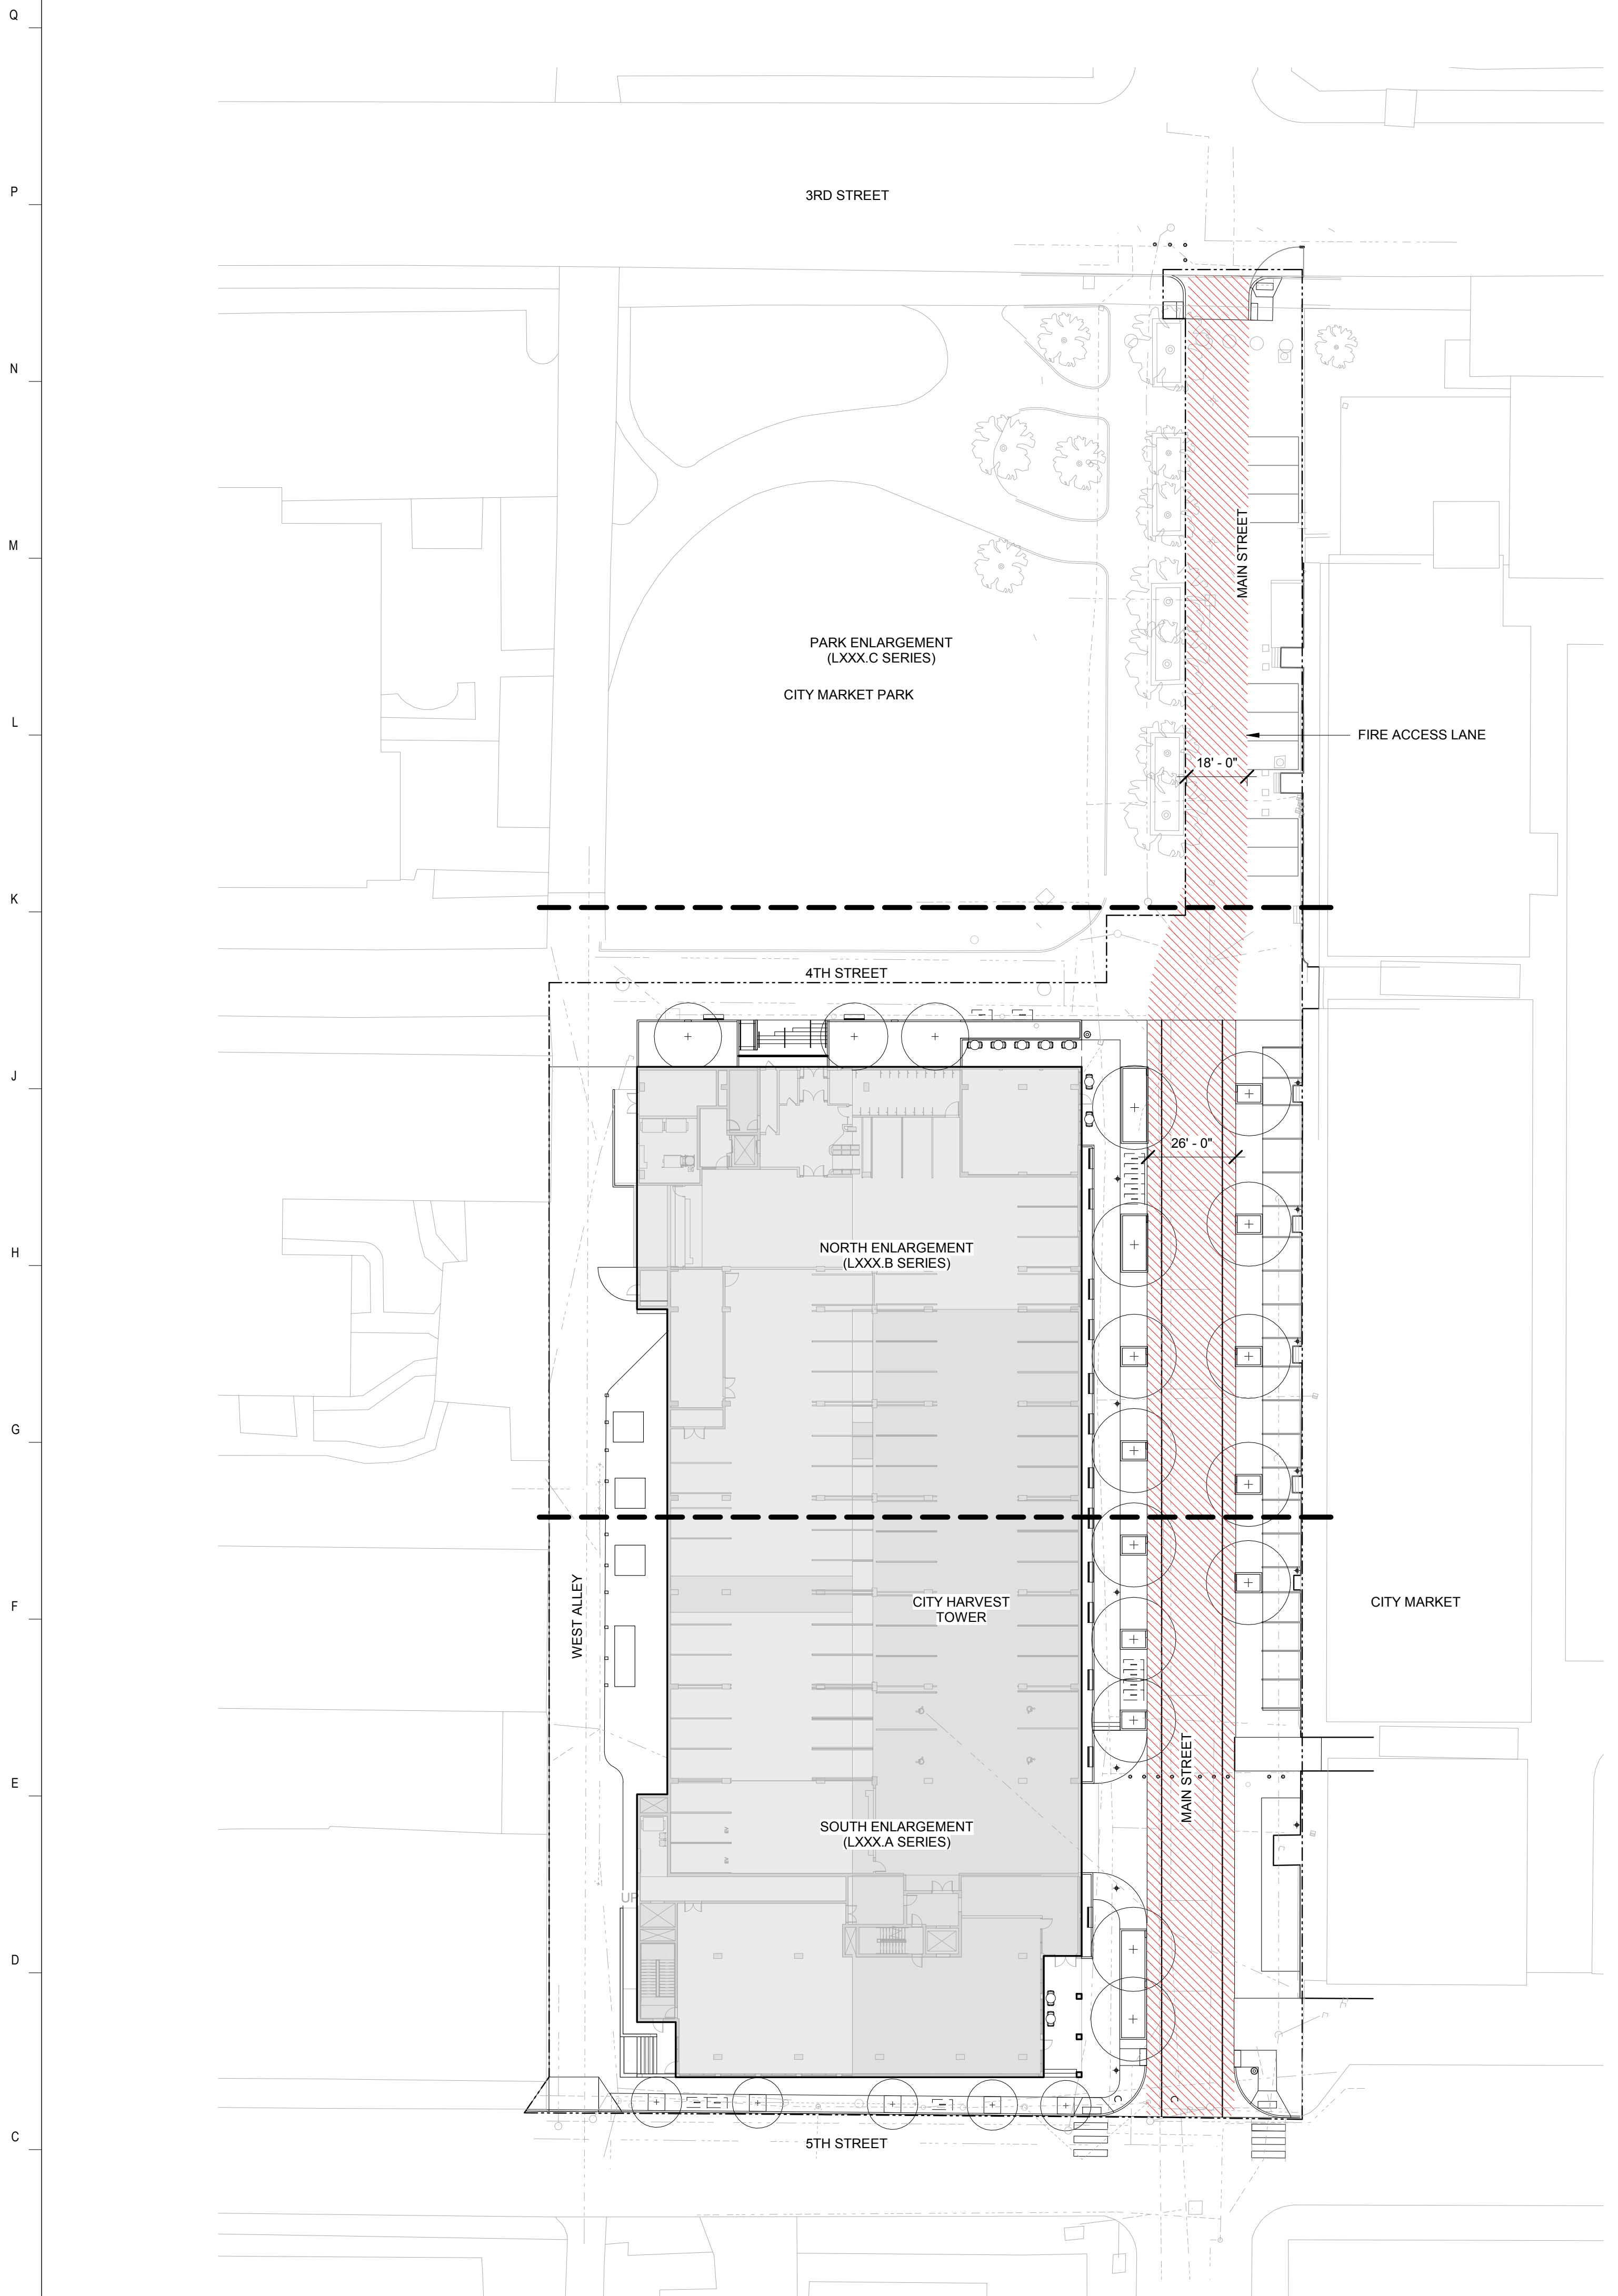 Q
P
3RD STREET
N
M
MAIN STREET
PARK ENLARGEMENT
(LXXX.C SERIES)
CITY MARKET PARK
L
FIRE ACCESS LANE
18' - 0"
K
4TH STREET
J
26' - 0"
H
NORTH ENLARGEMENT
(LXXX.B SERIES)
G
F
WEST ALLEY
CITY HARVEST
TOWER
CITY MARKET
MAIN STREET
E
SOUTH ENLARGEMENT
(LXXX.A SERIES)
UP
D
C
5TH STREET